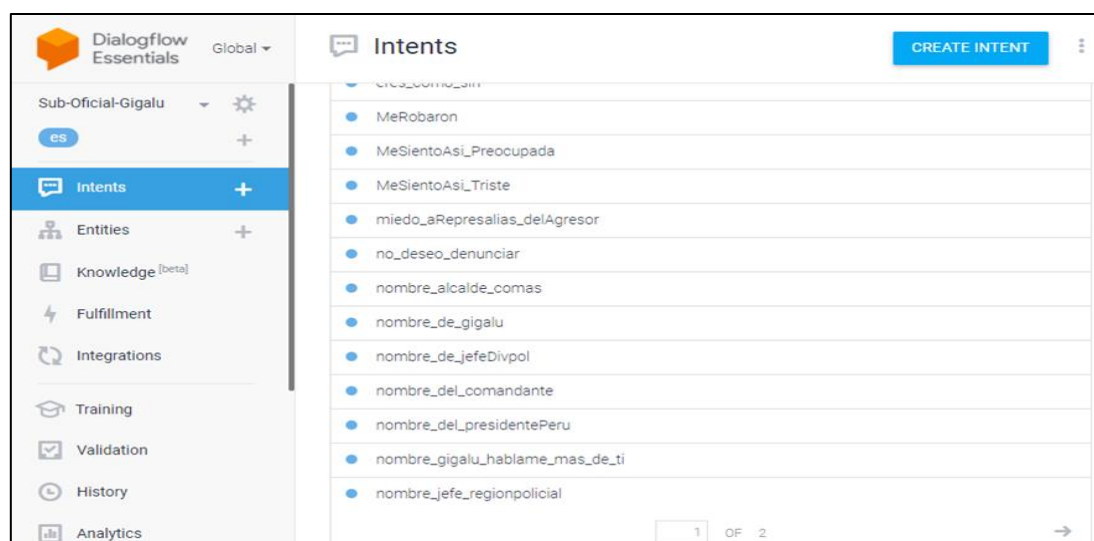 Dialogflow
Essentials
Global
Intents
CREATE INTENT
Sub-Oficial-Gigalu
es
Intents
Entities
Knowledge [beta]
Fulfillment
Integrations
Training
Validation
History
Analytics
MeRobaron
MeSientoAsi_Preocupada
MeSientoAsi_Triste
miedo_aRepresalias_delAgresor
no_deseo_denunciar
nombre_alcalde_comas
nombre_de_gigalu
nombre_de_jefeDivpol
nombre_del_comandante
nombre_del_presidentePeru
nombre_gigalu_hablame_mas_de_ti
nombre_jefe_regionpolicial
1 OF 2